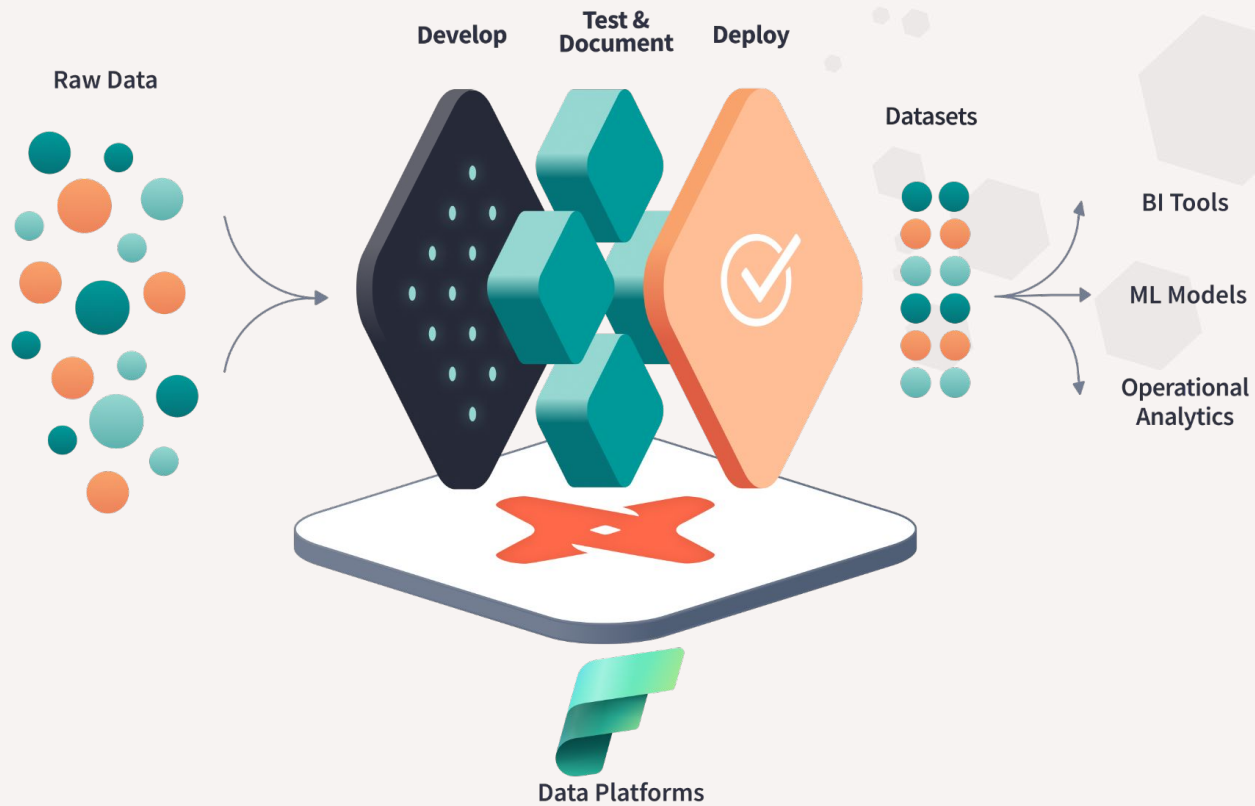 Raw Data
Develop
Test &
Document
Deploy
Datasets
BI Tools
ML Models
Operational
Analytics
Data Platforms